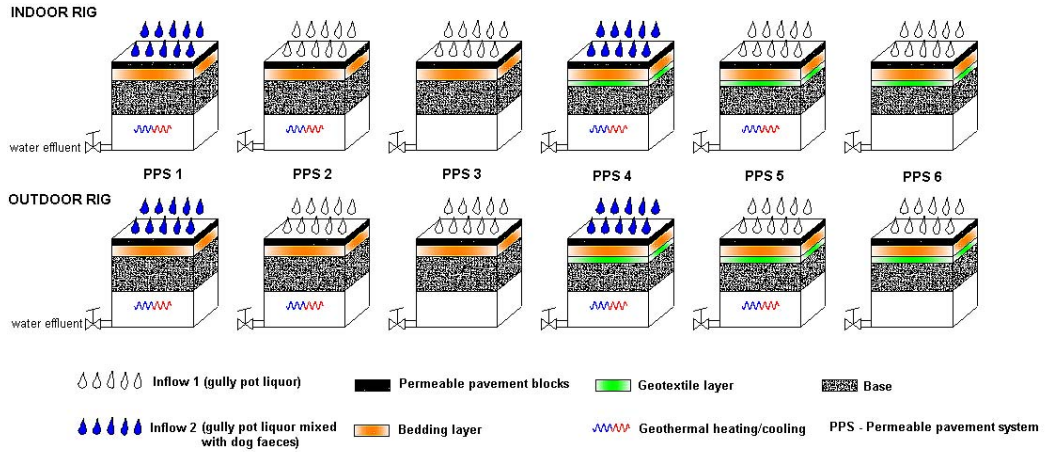 INDOOR RIG
water effluent
PPS 1 PPS 2 PPS 3 PPS 4 PPS 5 PPS 6
OUTDOOR RIG
water effluent
Inflow 1 (gully pot liquor) Permeable pavement blocks Geotextile layer Base
Inflow 2 (gully pot liquor mixed
with dog faeces) Bedding layer Geothermal heating/cooling PPS - Permeable pavement system